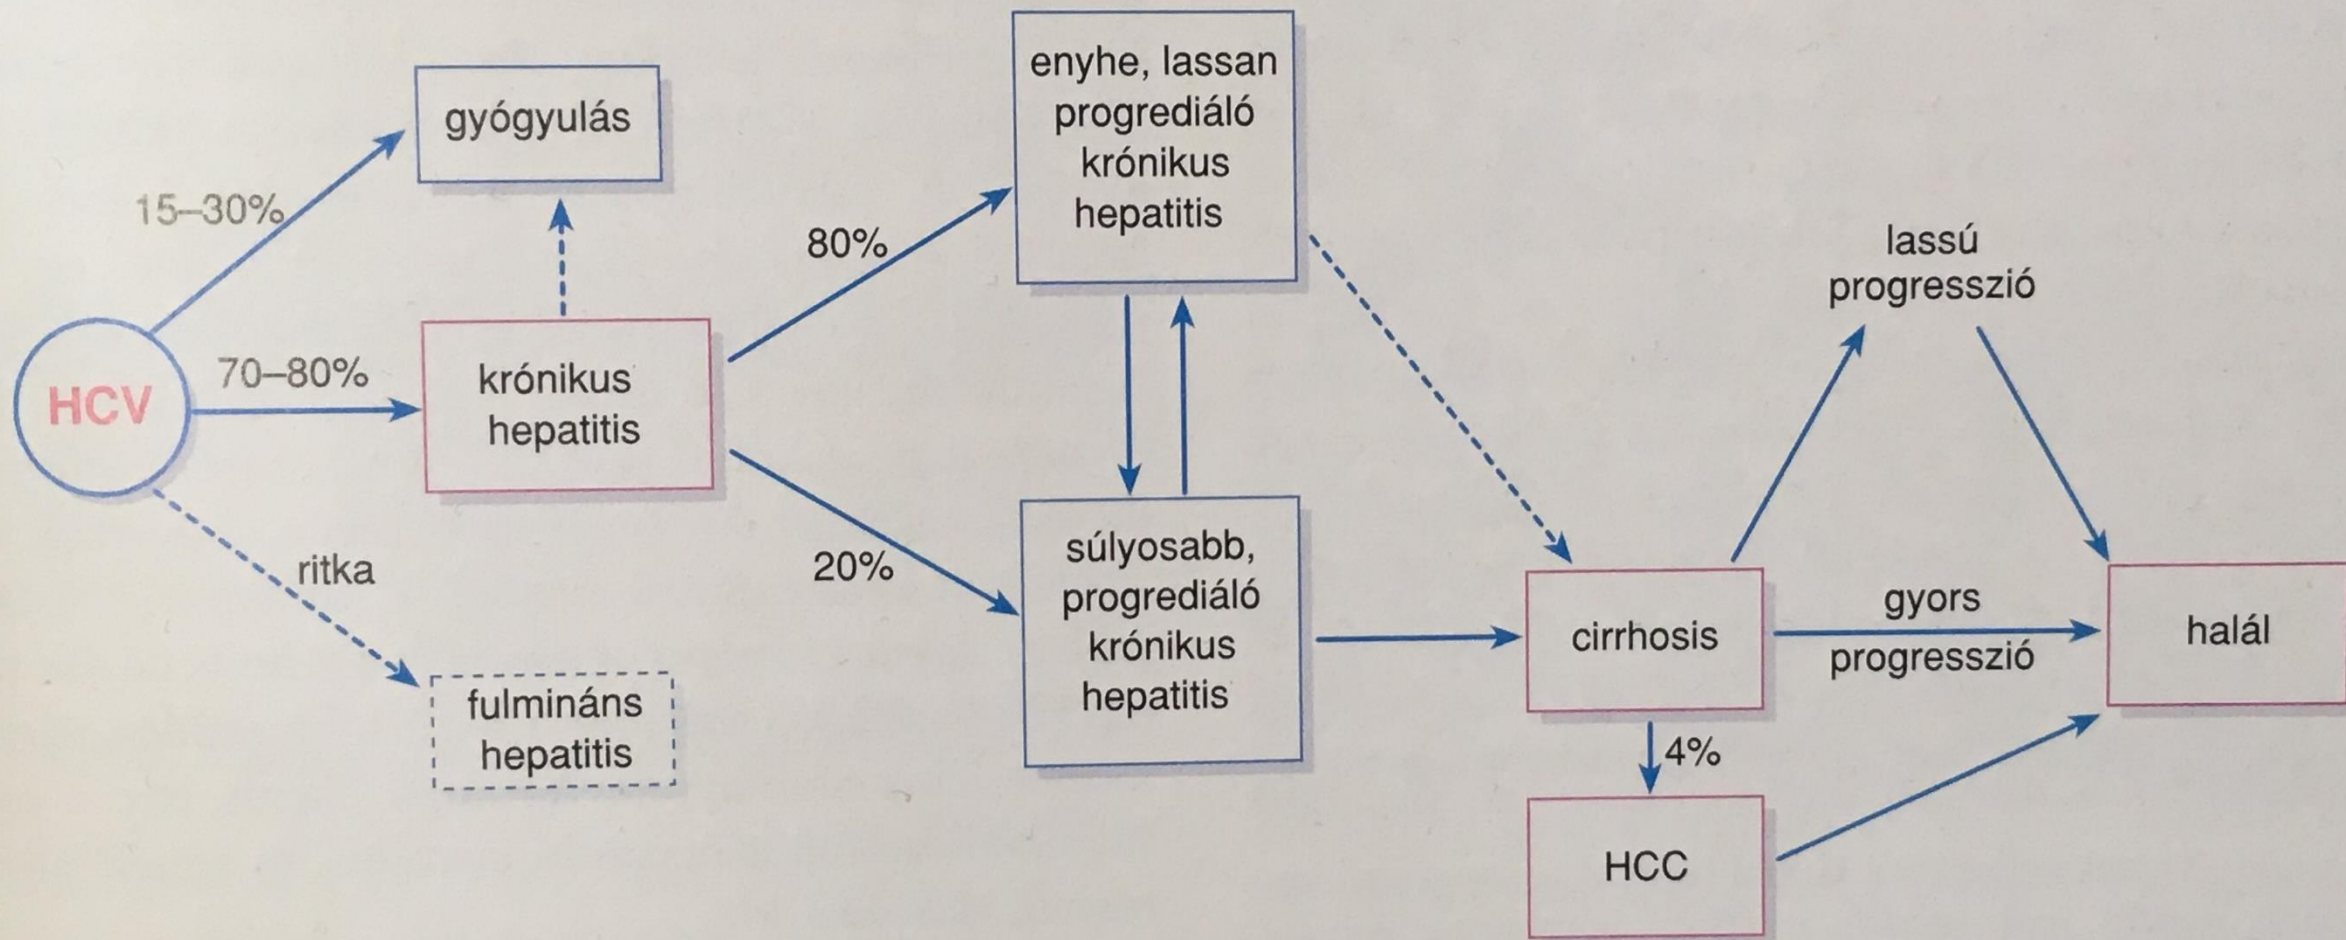 gyógyulás
15–30%
HCV
70–80%
krónikus
hepatitis
ritka
fulmináns
hepatitis
80%
20%
enyhe, lassan
progrediáló
krónikus
hepatitis
súlyosabb,
progrediáló
krónikus
hepatitis
lassú
progresszió
cirrhosis
gyors
progresszió
halál
4%
HCC